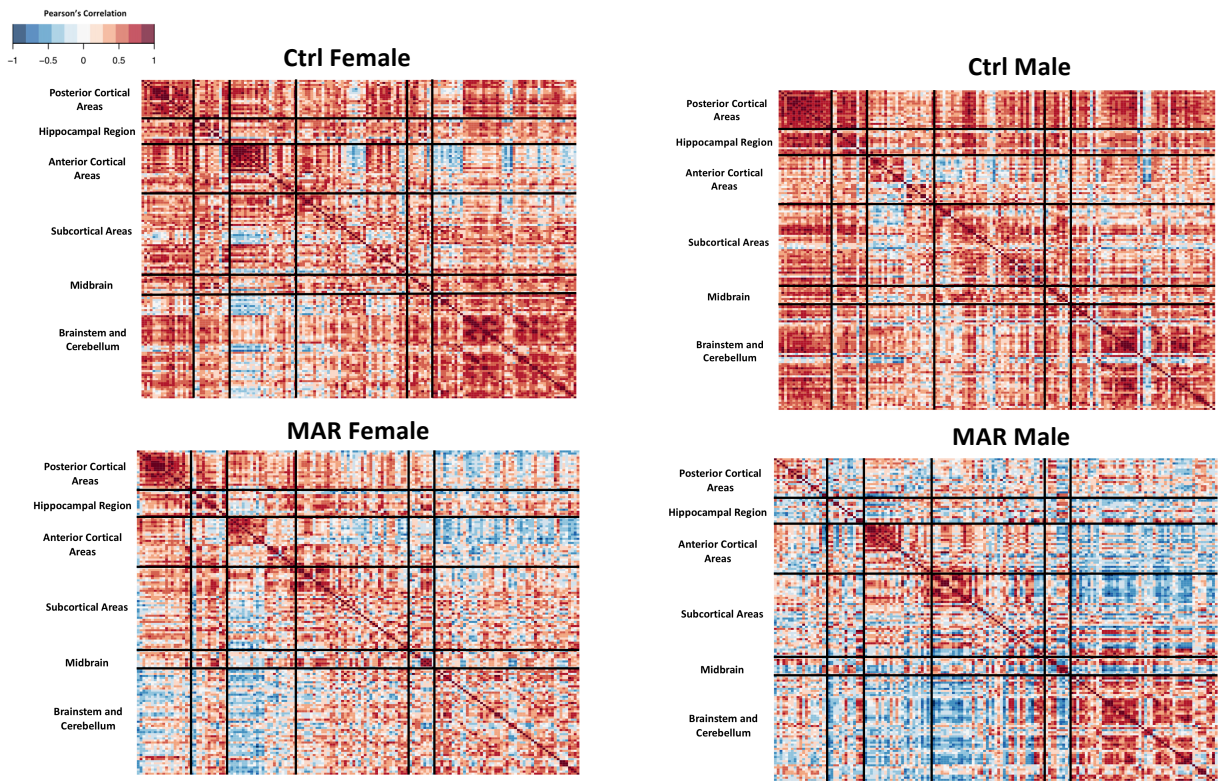 Pearson's Correlation
−1 −0.5 0 0.5 1
Ctrl Female
Posterior Cortical
Areas
Hippocampal Region
Anterior Cortical
Areas
Subcortical Areas
Midbrain
Brainstem and
Cerebellum
Ctrl Male
Posterior Cortical
Areas
Hippocampal Region
Anterior Cortical
Areas
Subcortical Areas
Midbrain
Brainstem and
Cerebellum
MAR Female
Posterior Cortical
Areas
Hippocampal Region
Anterior Cortical
Areas
Subcortical Areas
Midbrain
Brainstem and
Cerebellum
MAR Male
Posterior Cortical
Areas
Hippocampal Region
Anterior Cortical
Areas
Subcortical Areas
Midbrain
Brainstem and
Cerebellum